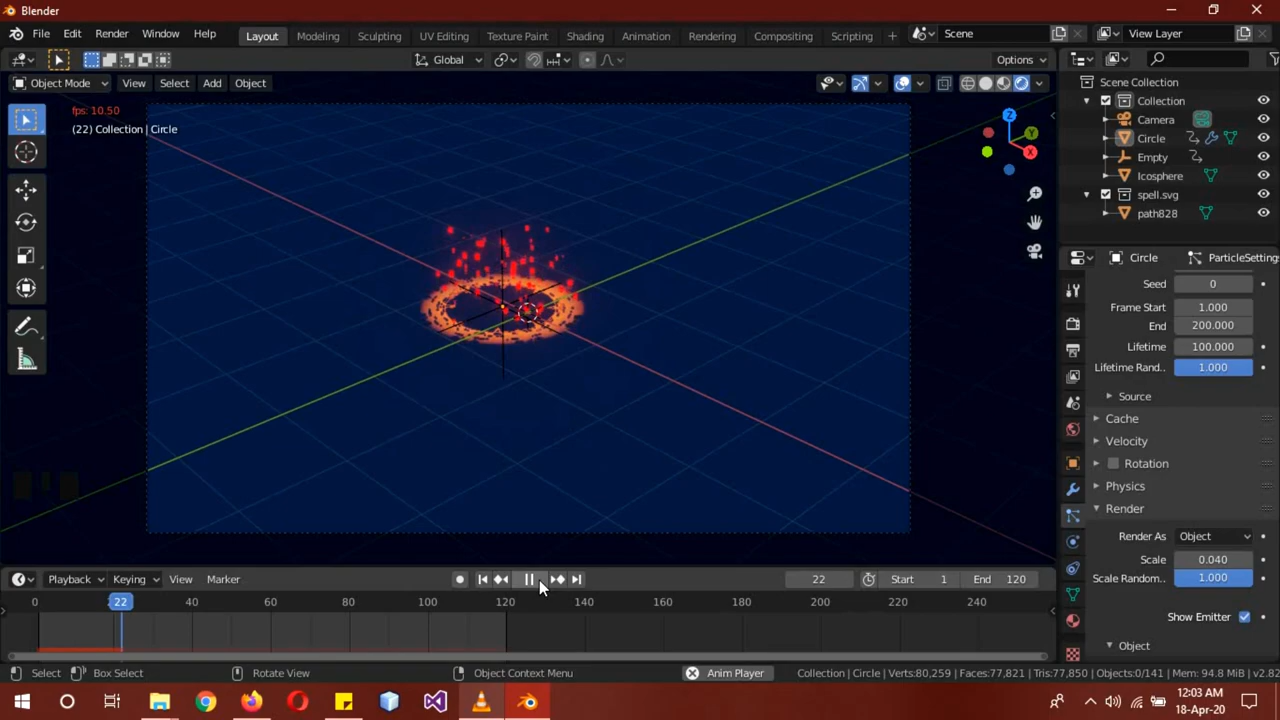 Blender
File Edit Render Window Help Layout Modeling Sculpting UV Editing Texture Paint Shading Animation Rendering Compositing Scripting + Scene View Layer
Global Options
Object Mode View Select Add Object
fps: 10.50
(22) Collection | Circle
Z
Y
X
Scene Collection
Collection
Camera
Circle
Empty
Icosphere
spell.svg
path828
Circle ParticleSetting
Seed 0
Frame Start 1.000
End 200.000
Lifetime 100.000
Lifetime Ran.. 1.000
Source
Cache
Velocity
Rotation
Physics
Render
Render As Object
Scale 0.040
Scale Random.. 1.000
Show Emitter
Object
Playback Keying View Marker 22 Start 1 End 120
0 22 40 60 80 100 120 140 160 180 200 220 240
Select Box Select Rotate View Object Context Menu Anim Player Collection | Circle | Verts:80,259 | Faces:77,821 | Tris:77,850 | Objects:0/141 | Mem: 94.8 MiB | v2.82
12:03 AM
18-Apr-20